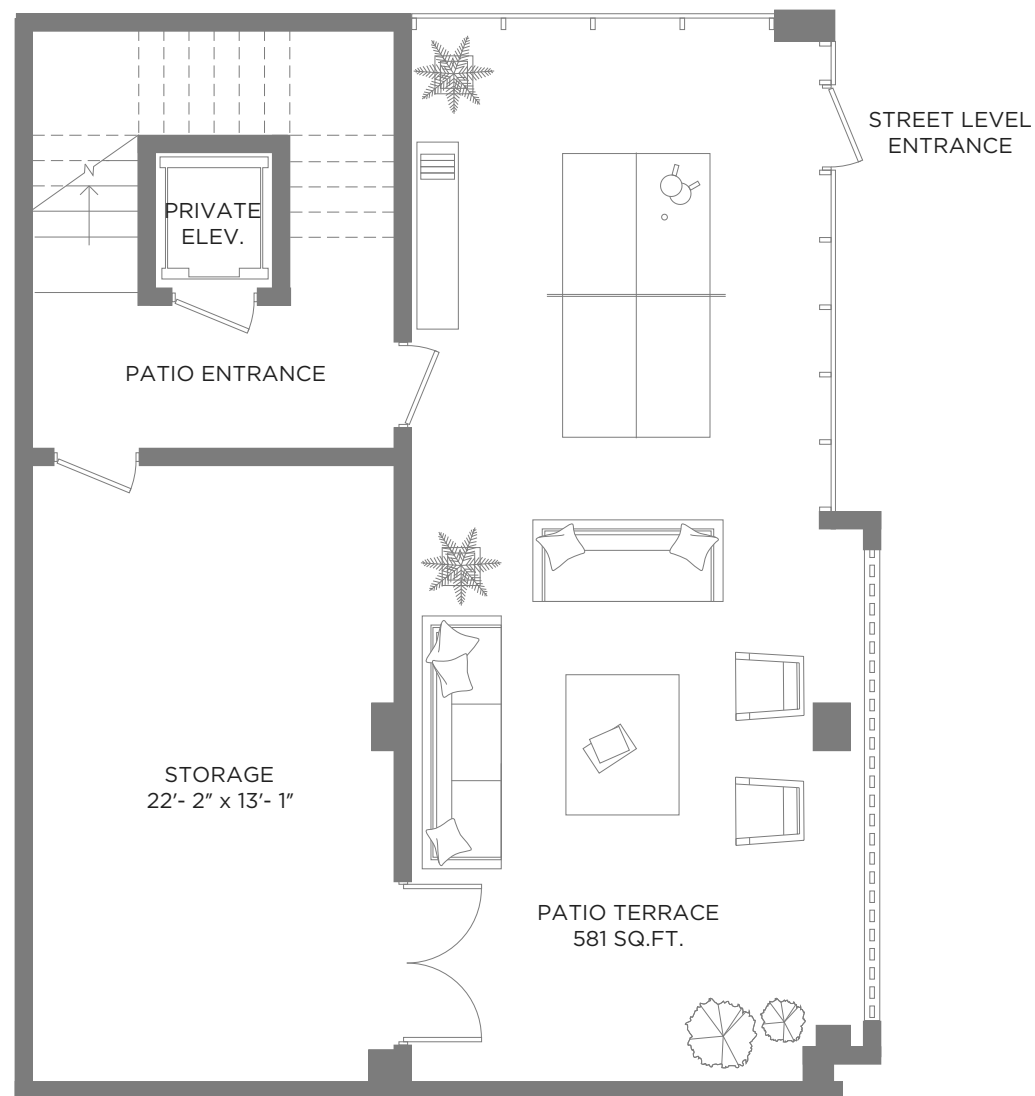 STREET LEVEL
ENTRANCE
PRIVATE
ELEV.
PATIO ENTRANCE
STORAGE
22'- 2" x 13'- 1"
PATIO TERRACE
581 SQ.FT.